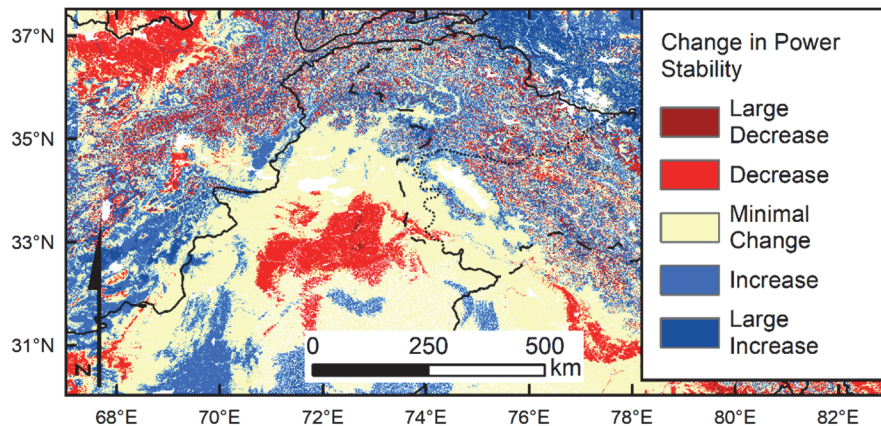 37°N
35°N
33°N
31°N
Change in Power
Stability
Large
Decrease
Decrease
Minimal
Change
Increase
Large
Increase
0 250 500
km
N
68°E 70°E 72°E 74°E 76°E 78°E 80°E 82°E